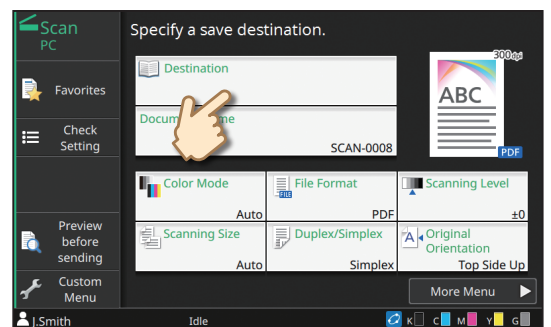 Scan
PC
Specify a save destination.
Favorites
Check
Setting
Preview
before
sending
Custom
Menu
Destination
SCAN-0008
300dpi
ABC
PDF
Color Mode
Auto
File Format
FILE
PDF
Scanning Level
±0
Scanning Size
Auto
Duplex/Simplex
Simplex
A
Original
Orientation
Top Side Up
More Menu
J.Smith
Idle
K
C
M
Y
G